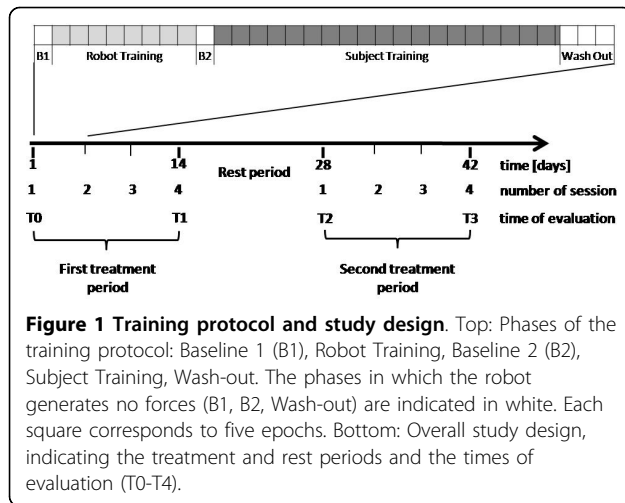 B1 Robot Training B2 Subject Training Wash Out
1 14 Rest period 28 42 time [days]
1 2 3 4 1 2 3 4 number of session
T0 T1 T2 T3 time of evaluation
First treatment period Second treatment period
Figure 1 Training protocol and study design. Top: Phases of the
training protocol: Baseline 1 (B1), Robot Training, Baseline 2 (B2),
Subject Training, Wash-out. The phases in which the robot
generates no forces (B1, B2, Wash-out) are indicated in white. Each
square corresponds to five epochs. Bottom: Overall study design,
indicating the treatment and rest periods and the times of
evaluation (T0-T4).